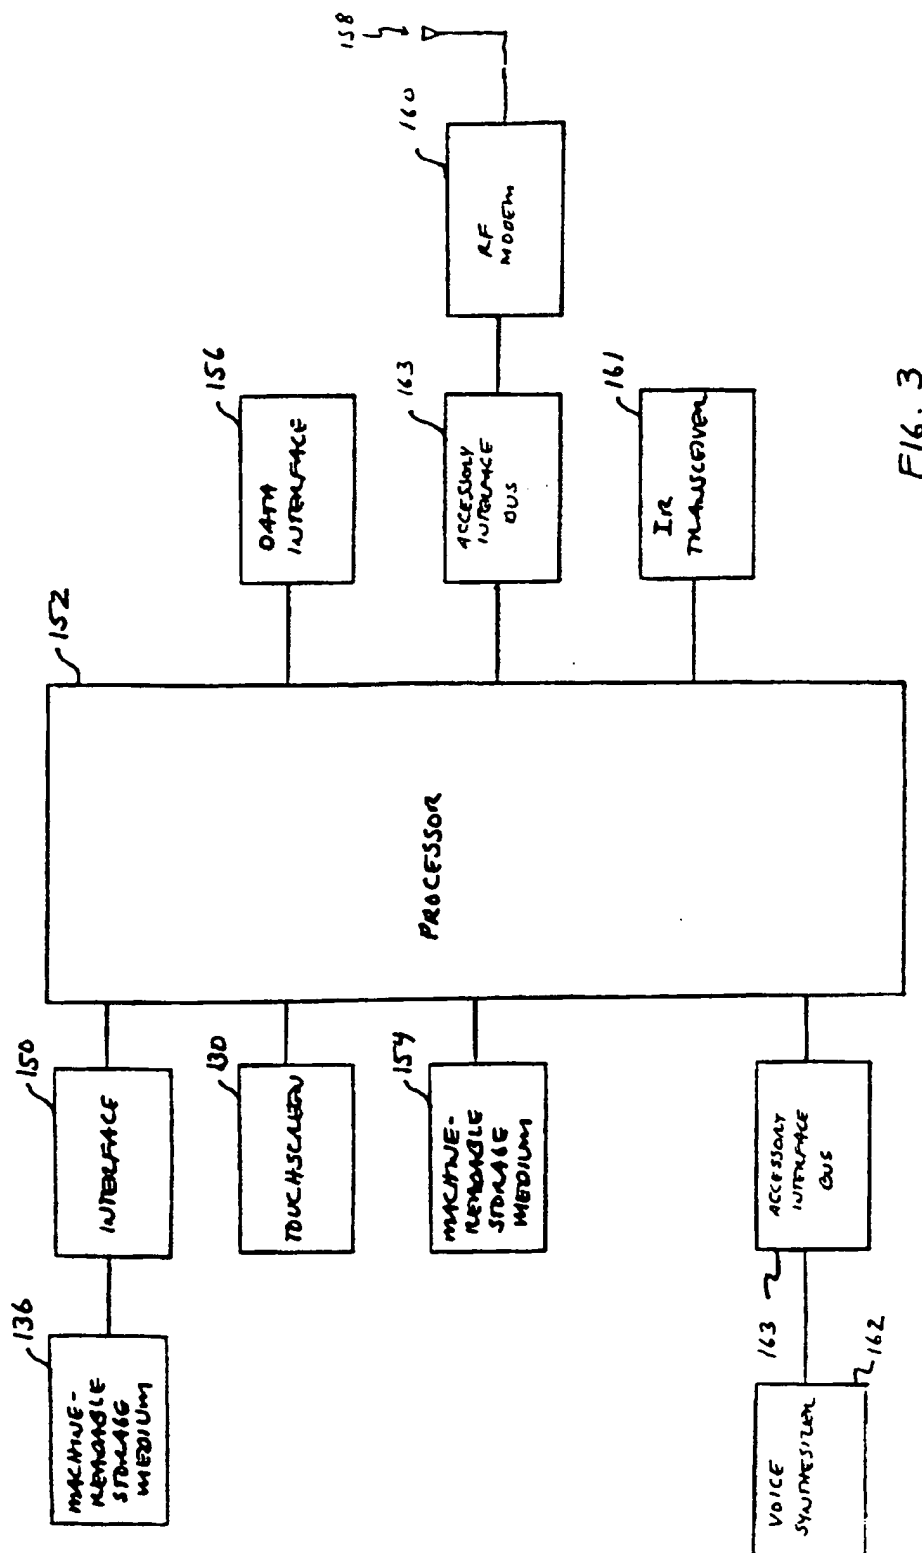 136
MACHINE-
READABLE
STORAGE
MEDIUM
150
INTERFACE
130
TOUCHSCREEN
154
MACHINE-
READABLE
STORAGE
MEDIUM
162
VOICE
SYNTHESIZER
163
ACCESSORY
INTERFACE
BUS
152
PROCESSOR
156
DATA
INTERFACE
163
ACCESSORY
INTERFACE
BUS
161
IR
TRANSCEIVER
160
RF
MODEM
158
FIG. 3